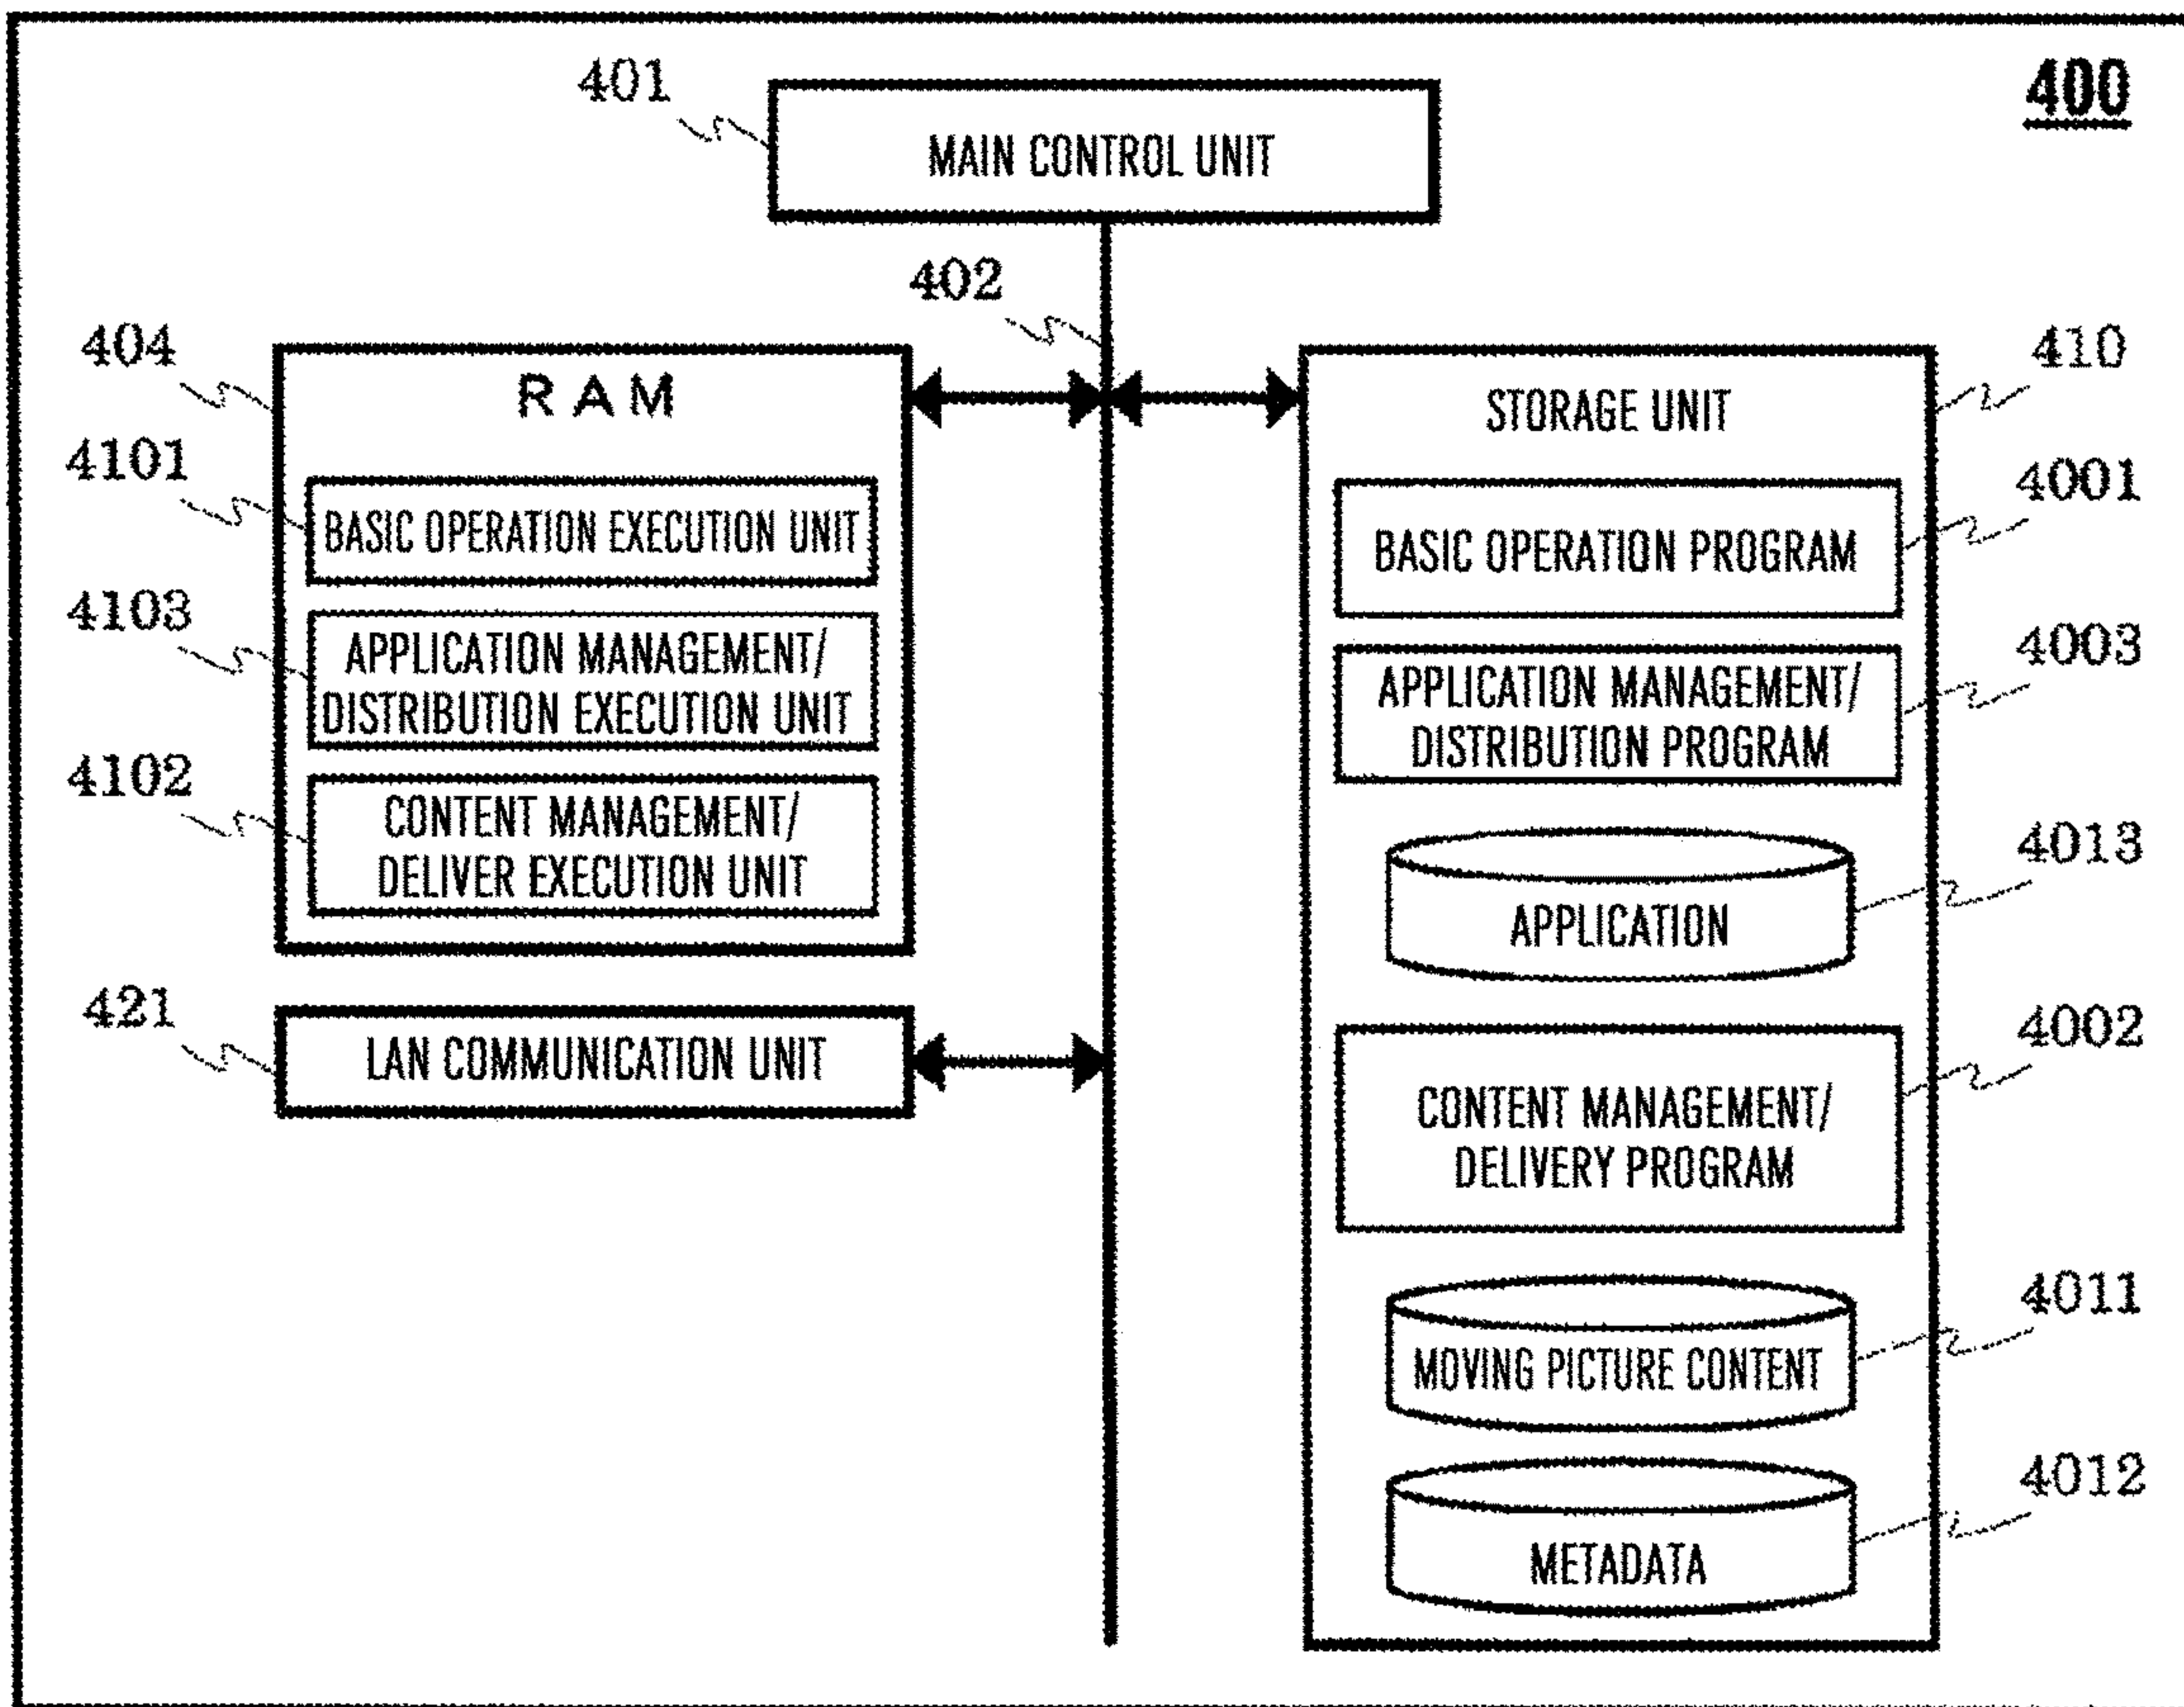 400
401
MAIN CONTROL UNIT
402
404
RAM
4101
BASIC OPERATION EXECUTION UNIT
4103
APPLICATION MANAGEMENT/
DISTRIBUTION EXECUTION UNIT
4102
CONTENT MANAGEMENT/
DELIVER EXECUTION UNIT
421
LAN COMMUNICATION UNIT
410
STORAGE UNIT
4001
BASIC OPERATION PROGRAM
4003
APPLICATION MANAGEMENT/
DISTRIBUTION PROGRAM
4013
APPLICATION
4002
CONTENT MANAGEMENT/
DELIVERY PROGRAM
4011
MOVING PICTURE CONTENT
4012
METADATA